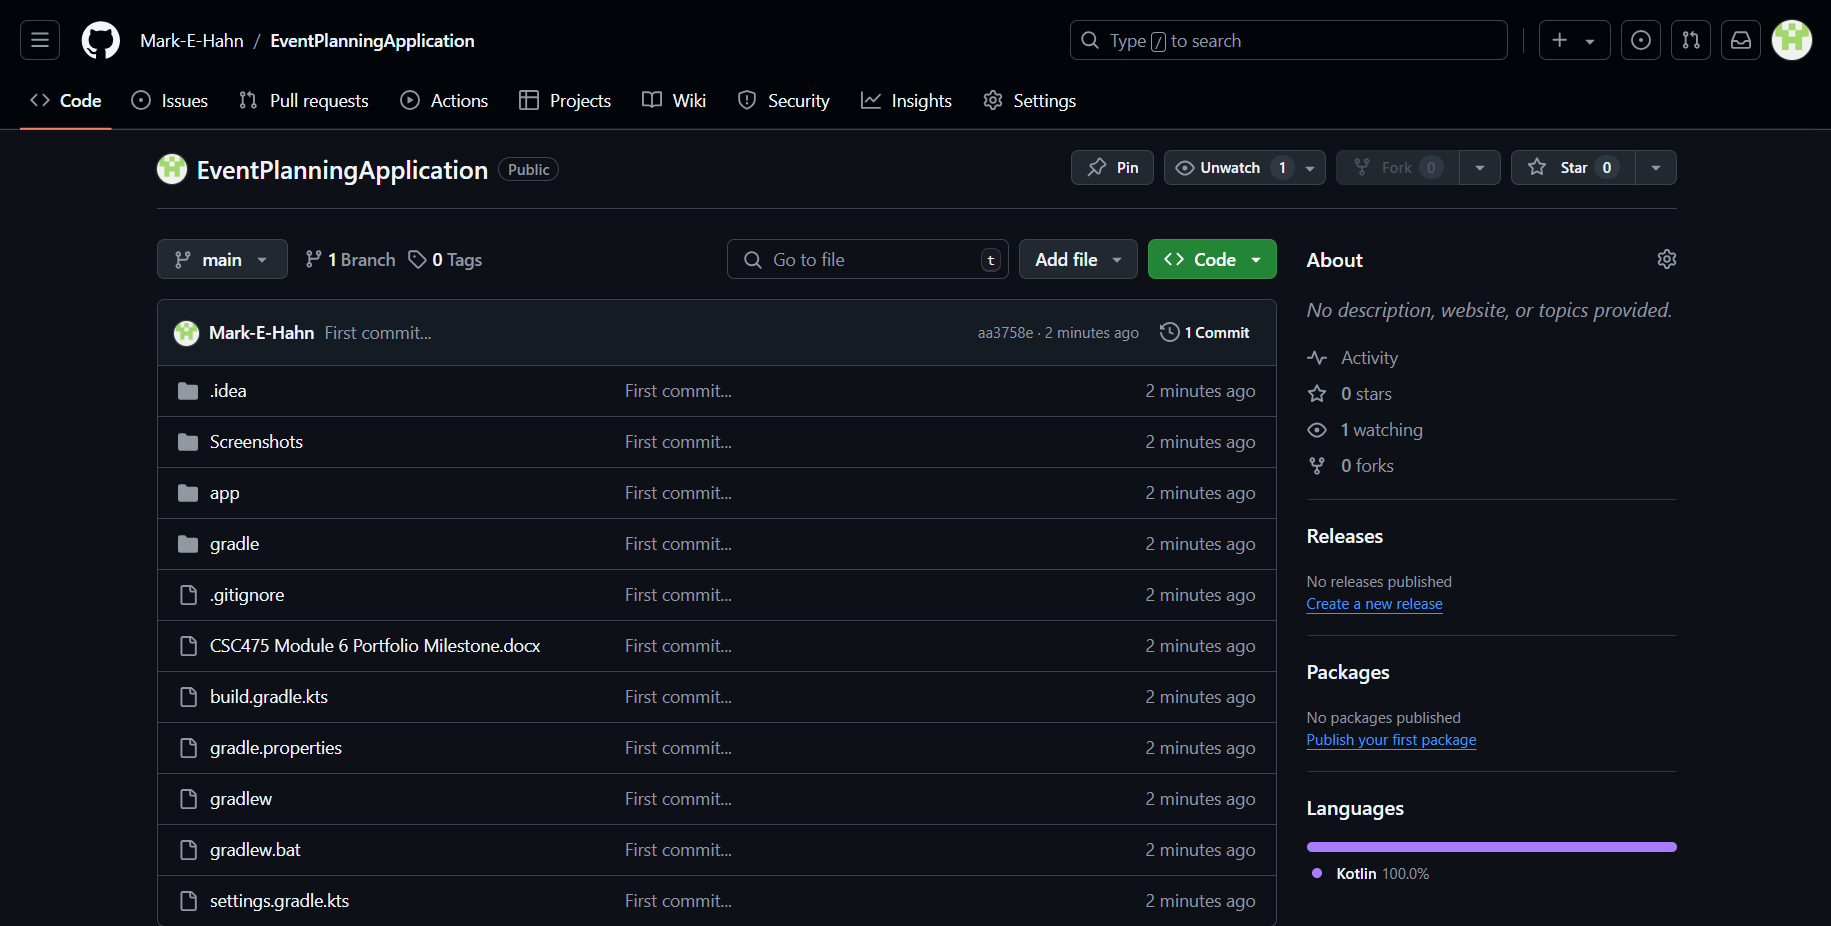 Mark-E-Hahn / EventPlanningApplication
Type / to search
Code Issues Pull requests Actions Projects Wiki Security Insights Settings
EventPlanningApplication Public
Pin Unwatch 1 Fork 0 Star 0
main 1 Branch 0 Tags
Go to file t Add file Code
Mark-E-Hahn First commit... aa3758e · 2 minutes ago 1 Commit
.idea First commit... 2 minutes ago
Screenshots First commit... 2 minutes ago
app First commit... 2 minutes ago
gradle First commit... 2 minutes ago
.gitignore First commit... 2 minutes ago
CSC475 Module 6 Portfolio Milestone.docx First commit... 2 minutes ago
build.gradle.kts First commit... 2 minutes ago
gradle.properties First commit... 2 minutes ago
gradlew First commit... 2 minutes ago
gradlew.bat First commit... 2 minutes ago
settings.gradle.kts First commit... 2 minutes ago
About
No description, website, or topics provided.
Activity
0 stars
1 watching
0 forks
Releases
No releases published
Create a new release
Packages
No packages published
Publish your first package
Languages
Kotlin 100.0%